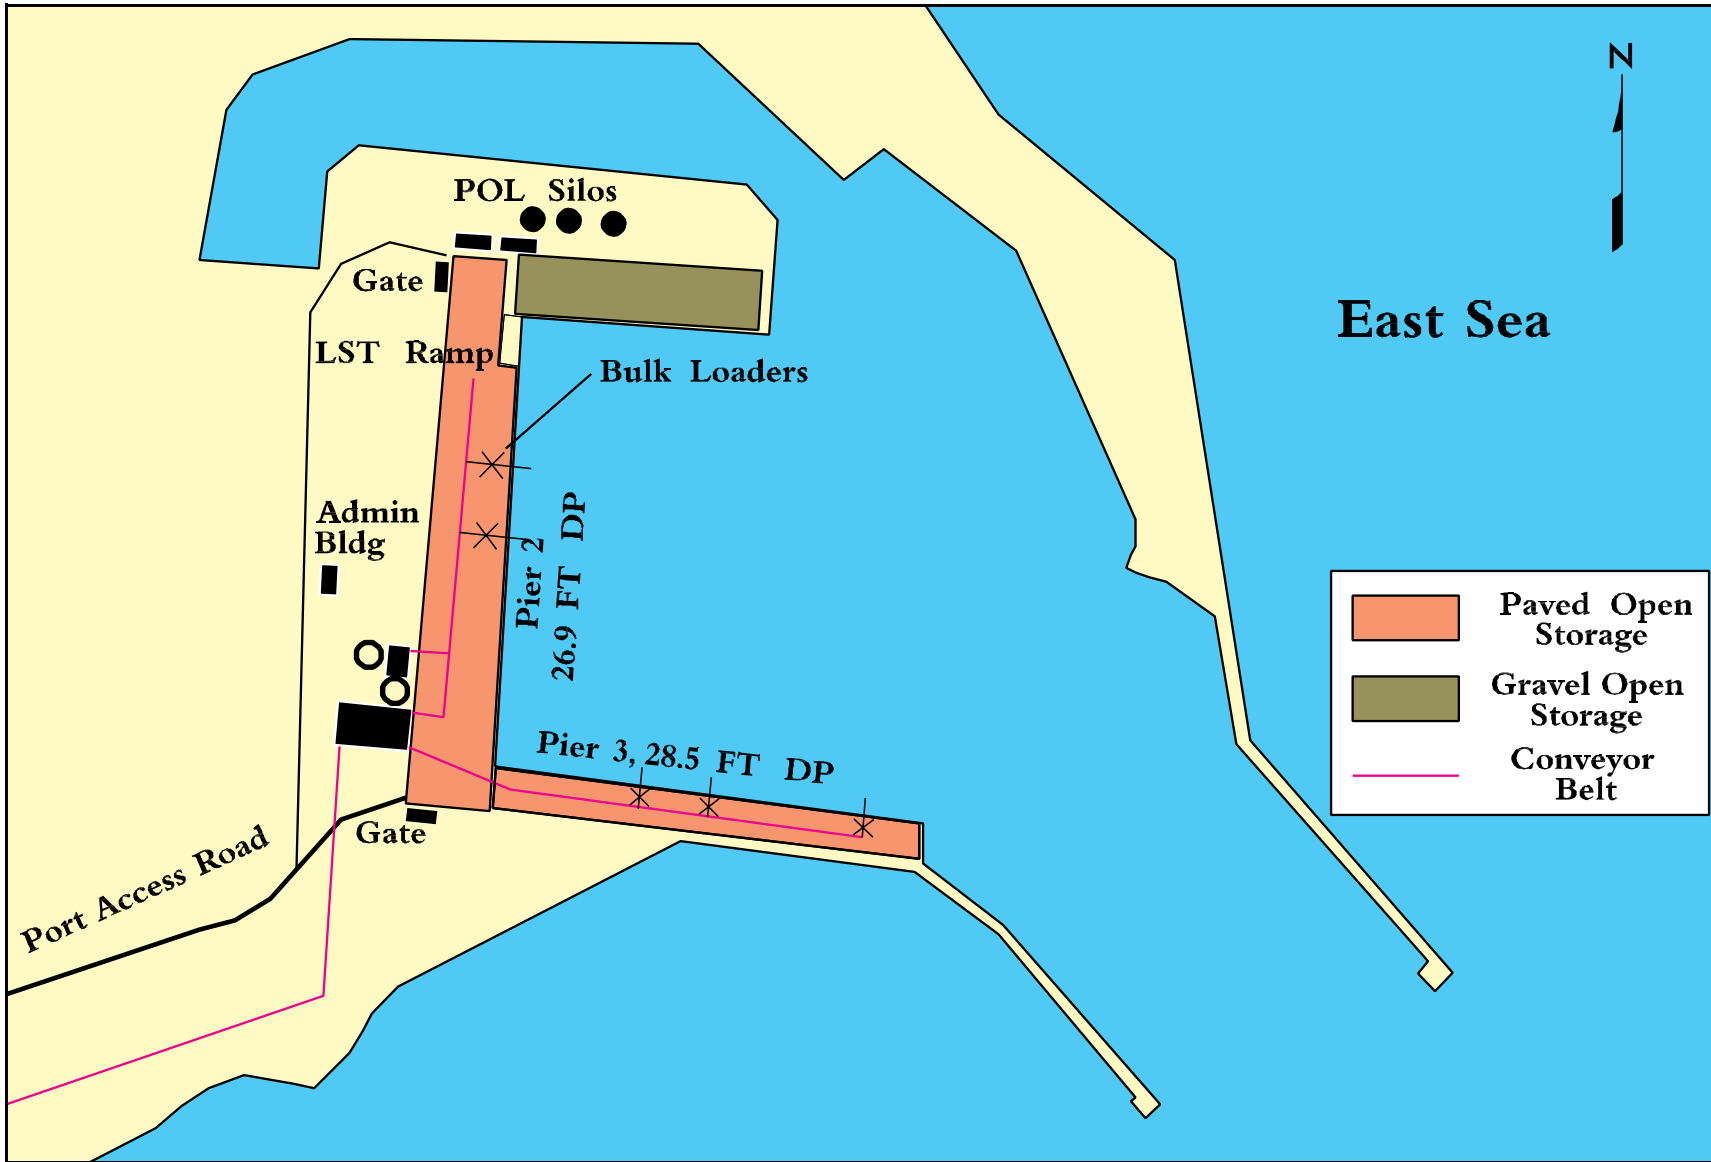 N
POL Silos
Gate
East Sea
LST Ramp
Bulk Loaders
Admin
Bldg
Pier 2
26.9 FT DP
Paved Open
Storage
Gravel Open
Storage
Conveyor
Belt
Pier 3, 28.5 FT DP
Gate
Port Access Road